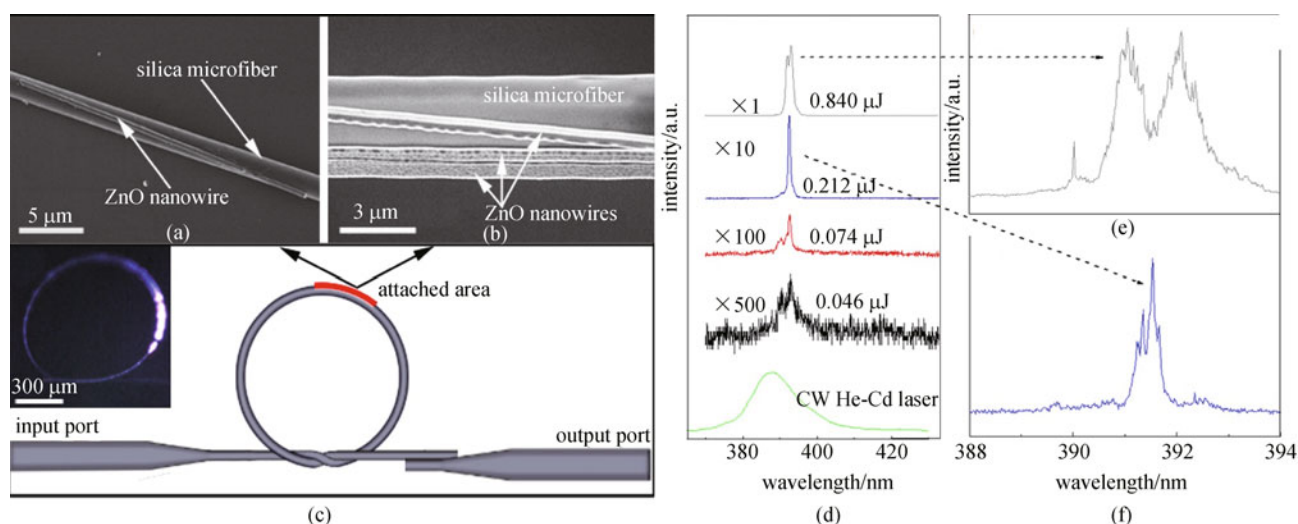 silica microfiber
ZnO nanowire
5 μm
(a)
silica microfiber
ZnO nanowires
3 μm
(b)
300 μm
attached area
input port
output port
(c)
intensity/a.u.
×1
0.840 μJ
×10
0.212 μJ
×100
0.074 μJ
×500
0.046 μJ
CW He-Cd laser
380 400 420
wavelength/nm
(d)
intensity/a.u.
(e)
388 390 392 394
wavelength/nm
(f)